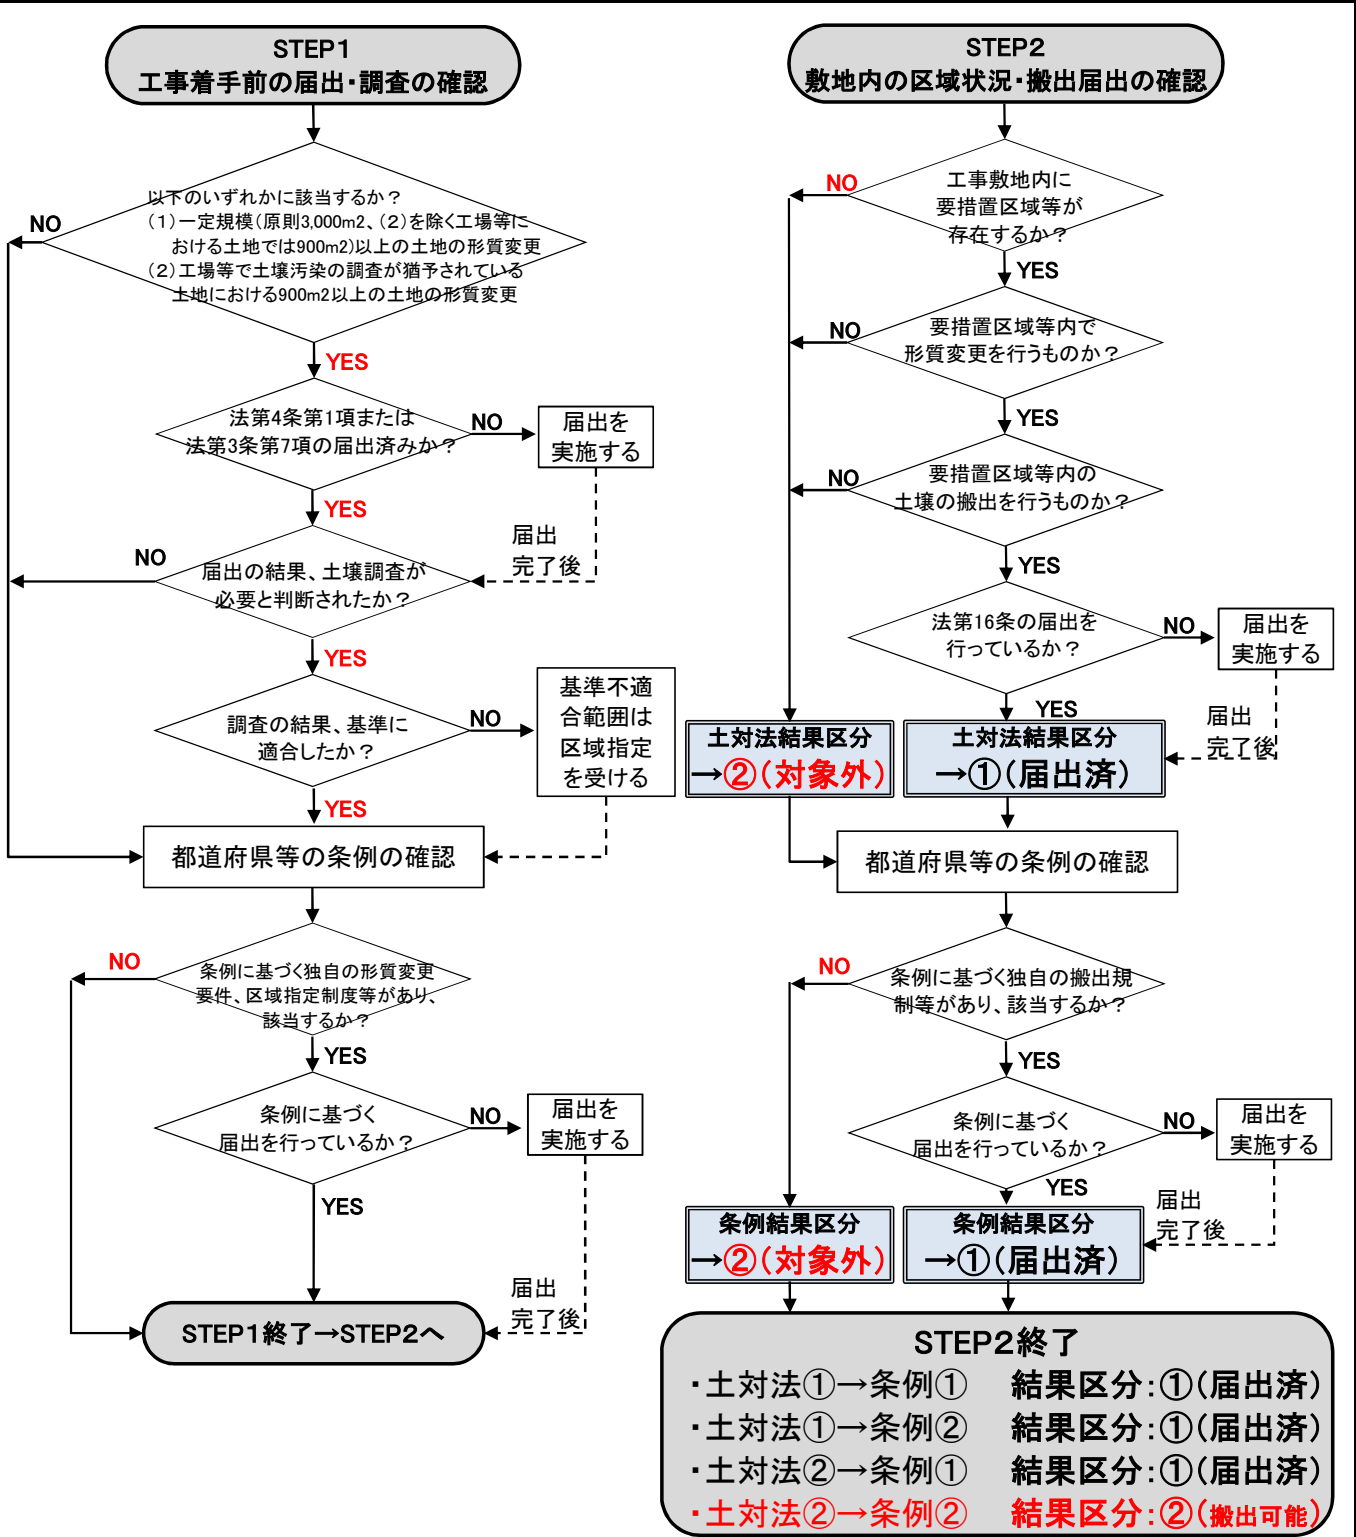 STEP1
工事着手前の届出・調査の確認
以下のいずれかに該当するか？
(1)一定規模(原則3,000m2、(2)を除く工場等に
おける土地では900m2)以上の土地の形質変更
(2)工場等で土壌汚染の調査が猶予されている
土地における900m2以上の土地の形質変更
NO
YES
法第4条第1項または
法第3条第7項の届出済みか？
NO
届出を
実施する
YES
届出
完了後
NO
届出の結果、土壌調査が
必要と判断されたか？
YES
調査の結果、基準に
適合したか？
NO
基準不適
合範囲は
区域指定
を受ける
YES
都道府県等の条例の確認
NO
条例に基づく独自の形質変更
要件、区域指定制度等があり、
該当するか？
YES
条例に基づく
届出を行っているか？
NO
届出を
実施する
YES
届出
完了後
STEP1終了→STEP2へ
STEP2
敷地内の区域状況・搬出届出の確認
NO
工事敷地内に
要措置区域等が
存在するか？
YES
NO
要措置区域等内で
形質変更を行うものか？
YES
NO
要措置区域等内の
土壌の搬出を行うものか？
YES
法第16条の届出を
行っているか？
NO
届出を
実施する
YES
届出
完了後
土対法結果区分
→②(対象外)
土対法結果区分
→①(届出済)
都道府県等の条例の確認
NO
条例に基づく独自の搬出規
制等があり、該当するか？
YES
条例に基づく
届出を行っているか？
NO
届出を
実施する
YES
届出
完了後
条例結果区分
→②(対象外)
条例結果区分
→①(届出済)
STEP2終了
・土対法①→条例① 結果区分:①(届出済)
・土対法①→条例② 結果区分:①(届出済)
・土対法②→条例① 結果区分:①(届出済)
・土対法②→条例② 結果区分:②(搬出可能)